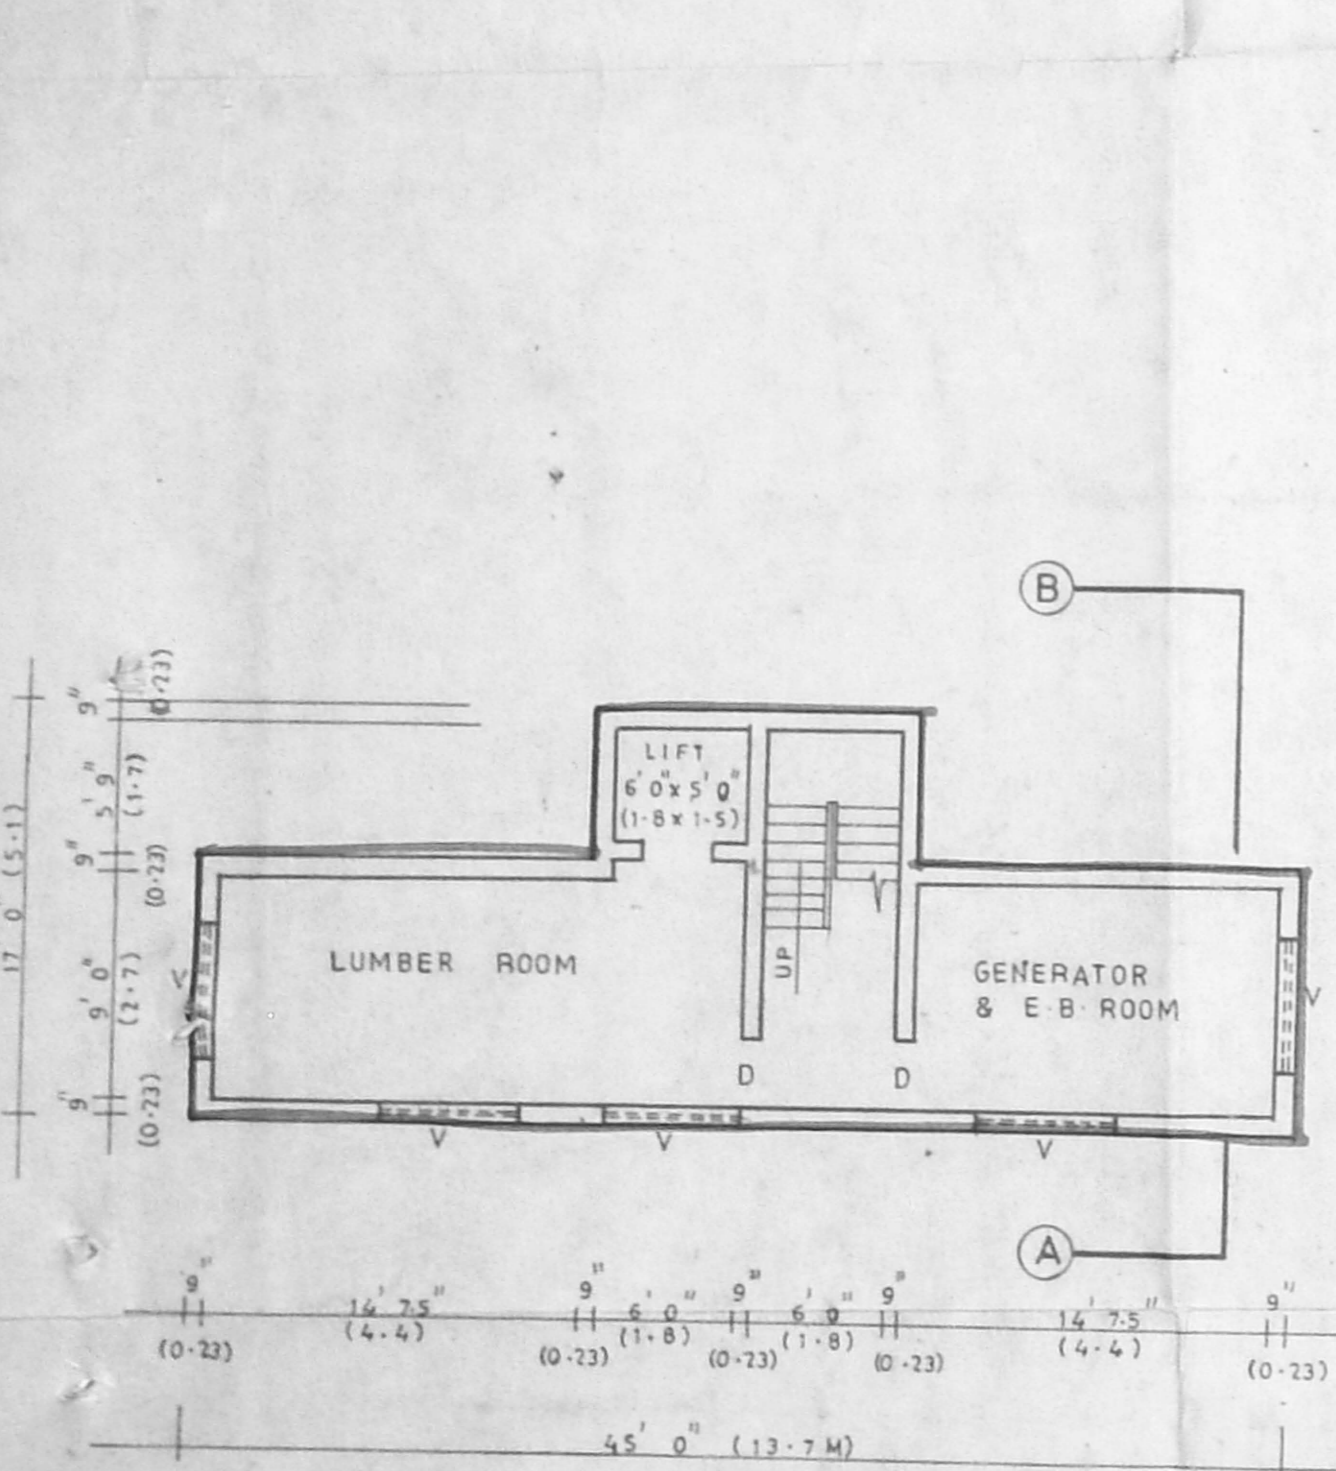 B
9"
(0.23)
5' 9"
(1.7)
9"
(0.23)
17' 0" (5.1)
9' 0"
(2.7)
9"
(0.23)
LIFT
6' 0" x 5' 0"
(1.8 x 1.5)
LUMBER ROOM
UP
GENERATOR
& E.B. ROOM
V
V
D D
V V V
A
9" 14' 7.5" 9" 6' 0" 9" 6' 0" 9" 14' 7.5" 9"
(0.23) (4.4) (0.23) (1.8) (0.23) (1.8) (0.23) (4.4) (0.23)
45' 0" (13.7 M)